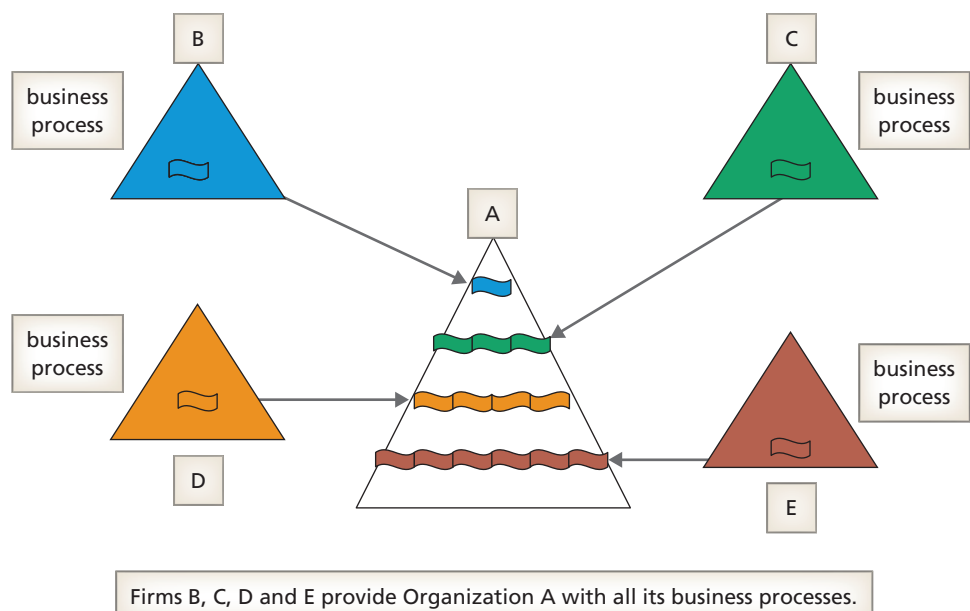 B
C
business
process
business
process
A
business
process
business
process
D
E
Firms B, C, D and E provide Organization A with all its business processes.